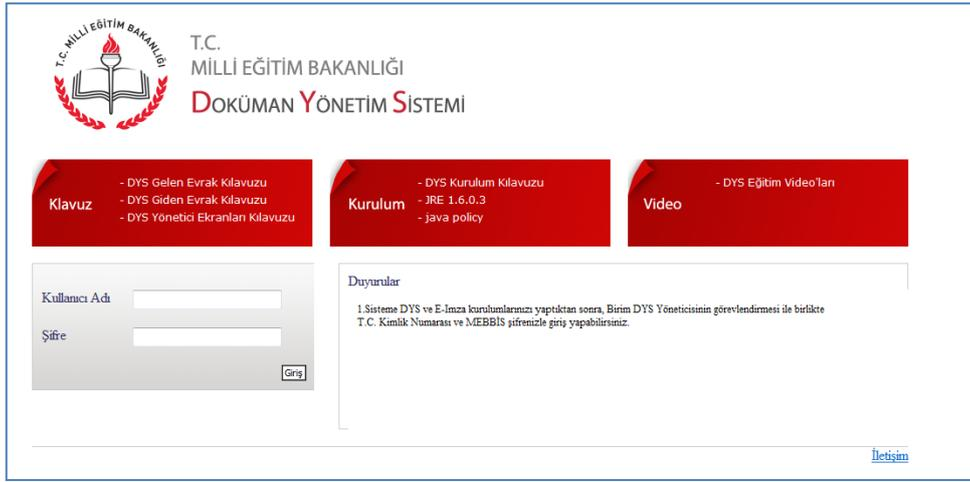 T.C. MİLLİ EĞİTİM BAKANLIĞI
T.C.
MİLLİ EĞİTİM BAKANLIĞI
DOKÜMAN YÖNETİM SİSTEMİ
Klavuz
- DYS Gelen Evrak Kılavuzu
- DYS Giden Evrak Kılavuzu
- DYS Yönetici Ekranları Kılavuzu
Kurulum
- DYS Kurulum Kılavuzu
- JRE 1.6.0.3
- java policy
Video
- DYS Eğitim Video'ları
Kullanıcı Adı
Şifre
Giriş
Duyurular
1.Sisteme DYS ve E-İmza kurulumlarınızı yaptıktan sonra, Birim DYS Yöneticisinin görevlendirmesi ile birlikte
T.C. Kimlik Numarası ve MEBBİS şifrenizle giriş yapabilirsiniz.
İletişim